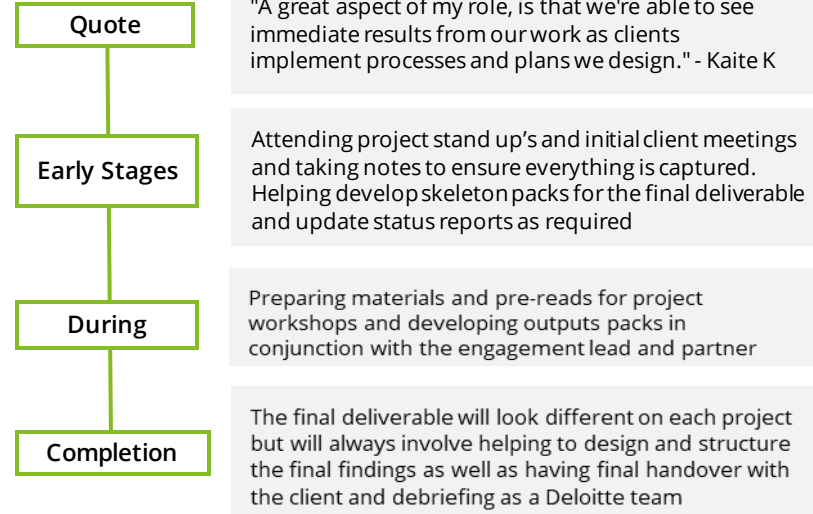 Quote
"A great aspect of my role, is that we're able to see
immediate results from our work as clients
implement processes and plans we design." - Kaite K
Early Stages
Attending project stand up's and initial client meetings
and taking notes to ensure everything is captured.
Helping develop skeleton packs for the final deliverable
and update status reports as required
During
Preparing materials and pre-reads for project
workshops and developing outputs packs in
conjunction with the engagement lead and partner
Completion
The final deliverable will look different on each project
but will always involve helping to design and structure
the final findings as well as having final handover with
the client and debriefing as a Deloitte team